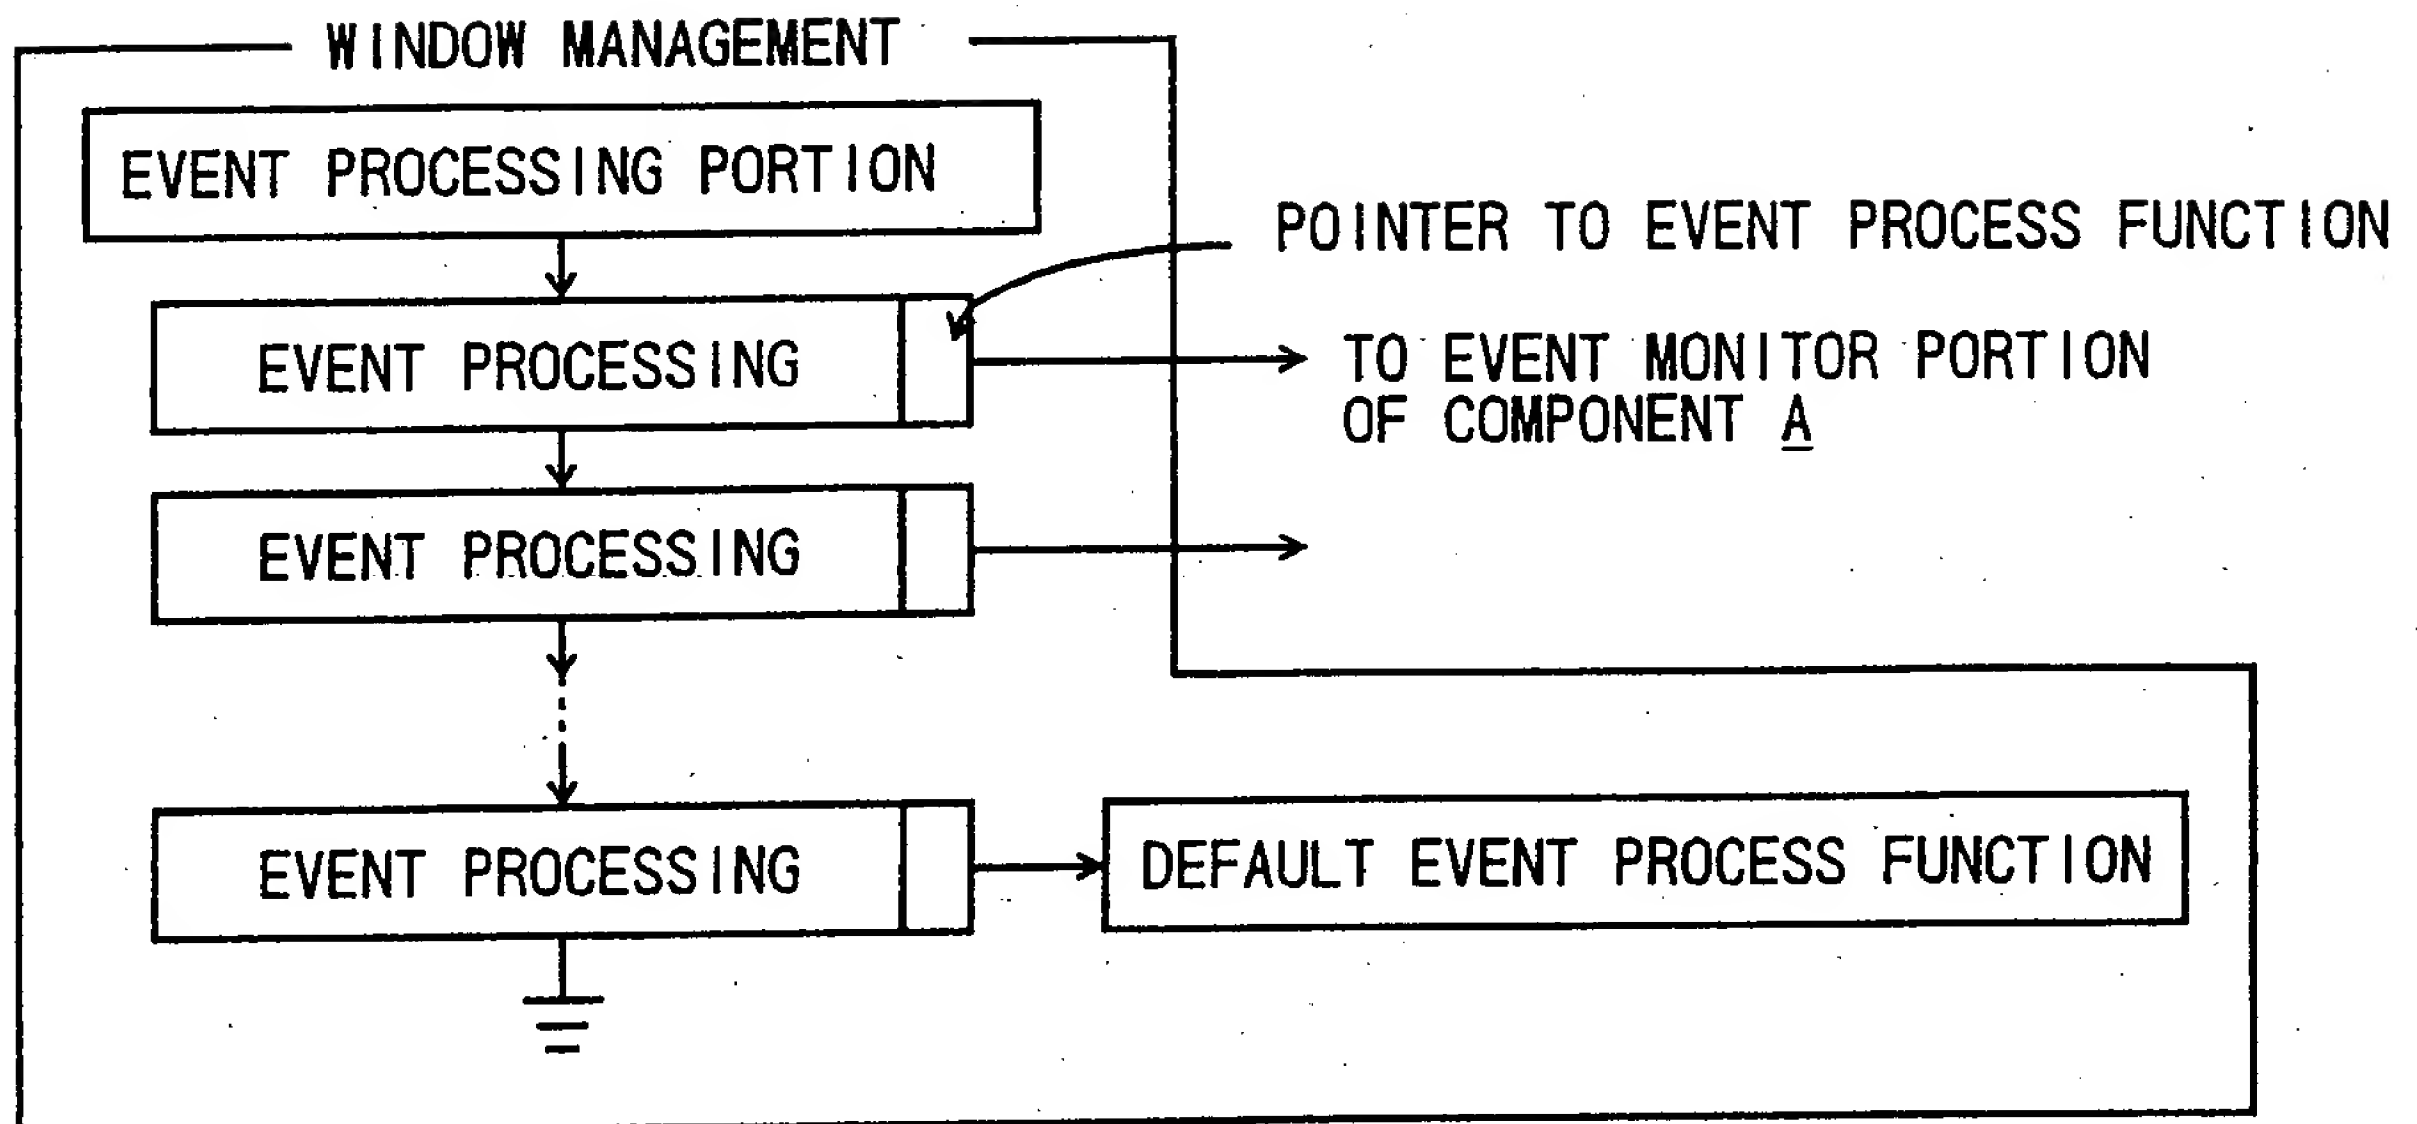 WINDOW MANAGEMENT
EVENT PROCESSING PORTION
POINTER TO EVENT PROCESS FUNCTION
EVENT PROCESSING
TO EVENT MONITOR PORTION
OF COMPONENT A
EVENT PROCESSING
EVENT PROCESSING
DEFAULT EVENT PROCESS FUNCTION